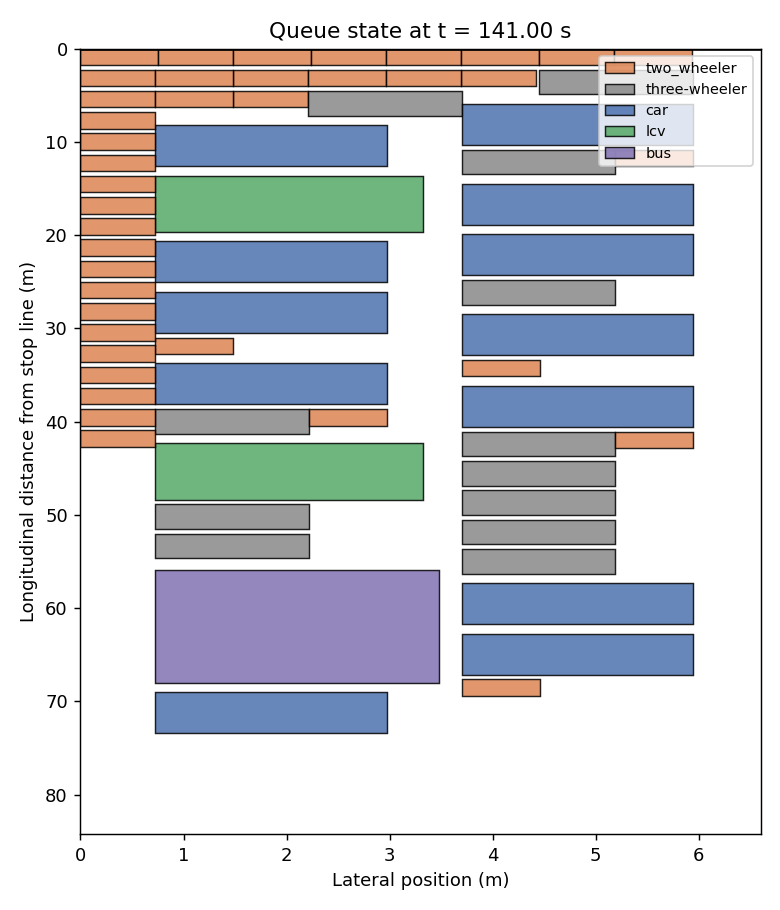 Queue state at t = 141.00 s
two_wheeler
three-wheeler
car
lcv
bus
Longitudinal distance from stop line (m)
0
10
20
30
40
50
60
70
80
0 1 2 3 4 5 6
Lateral position (m)